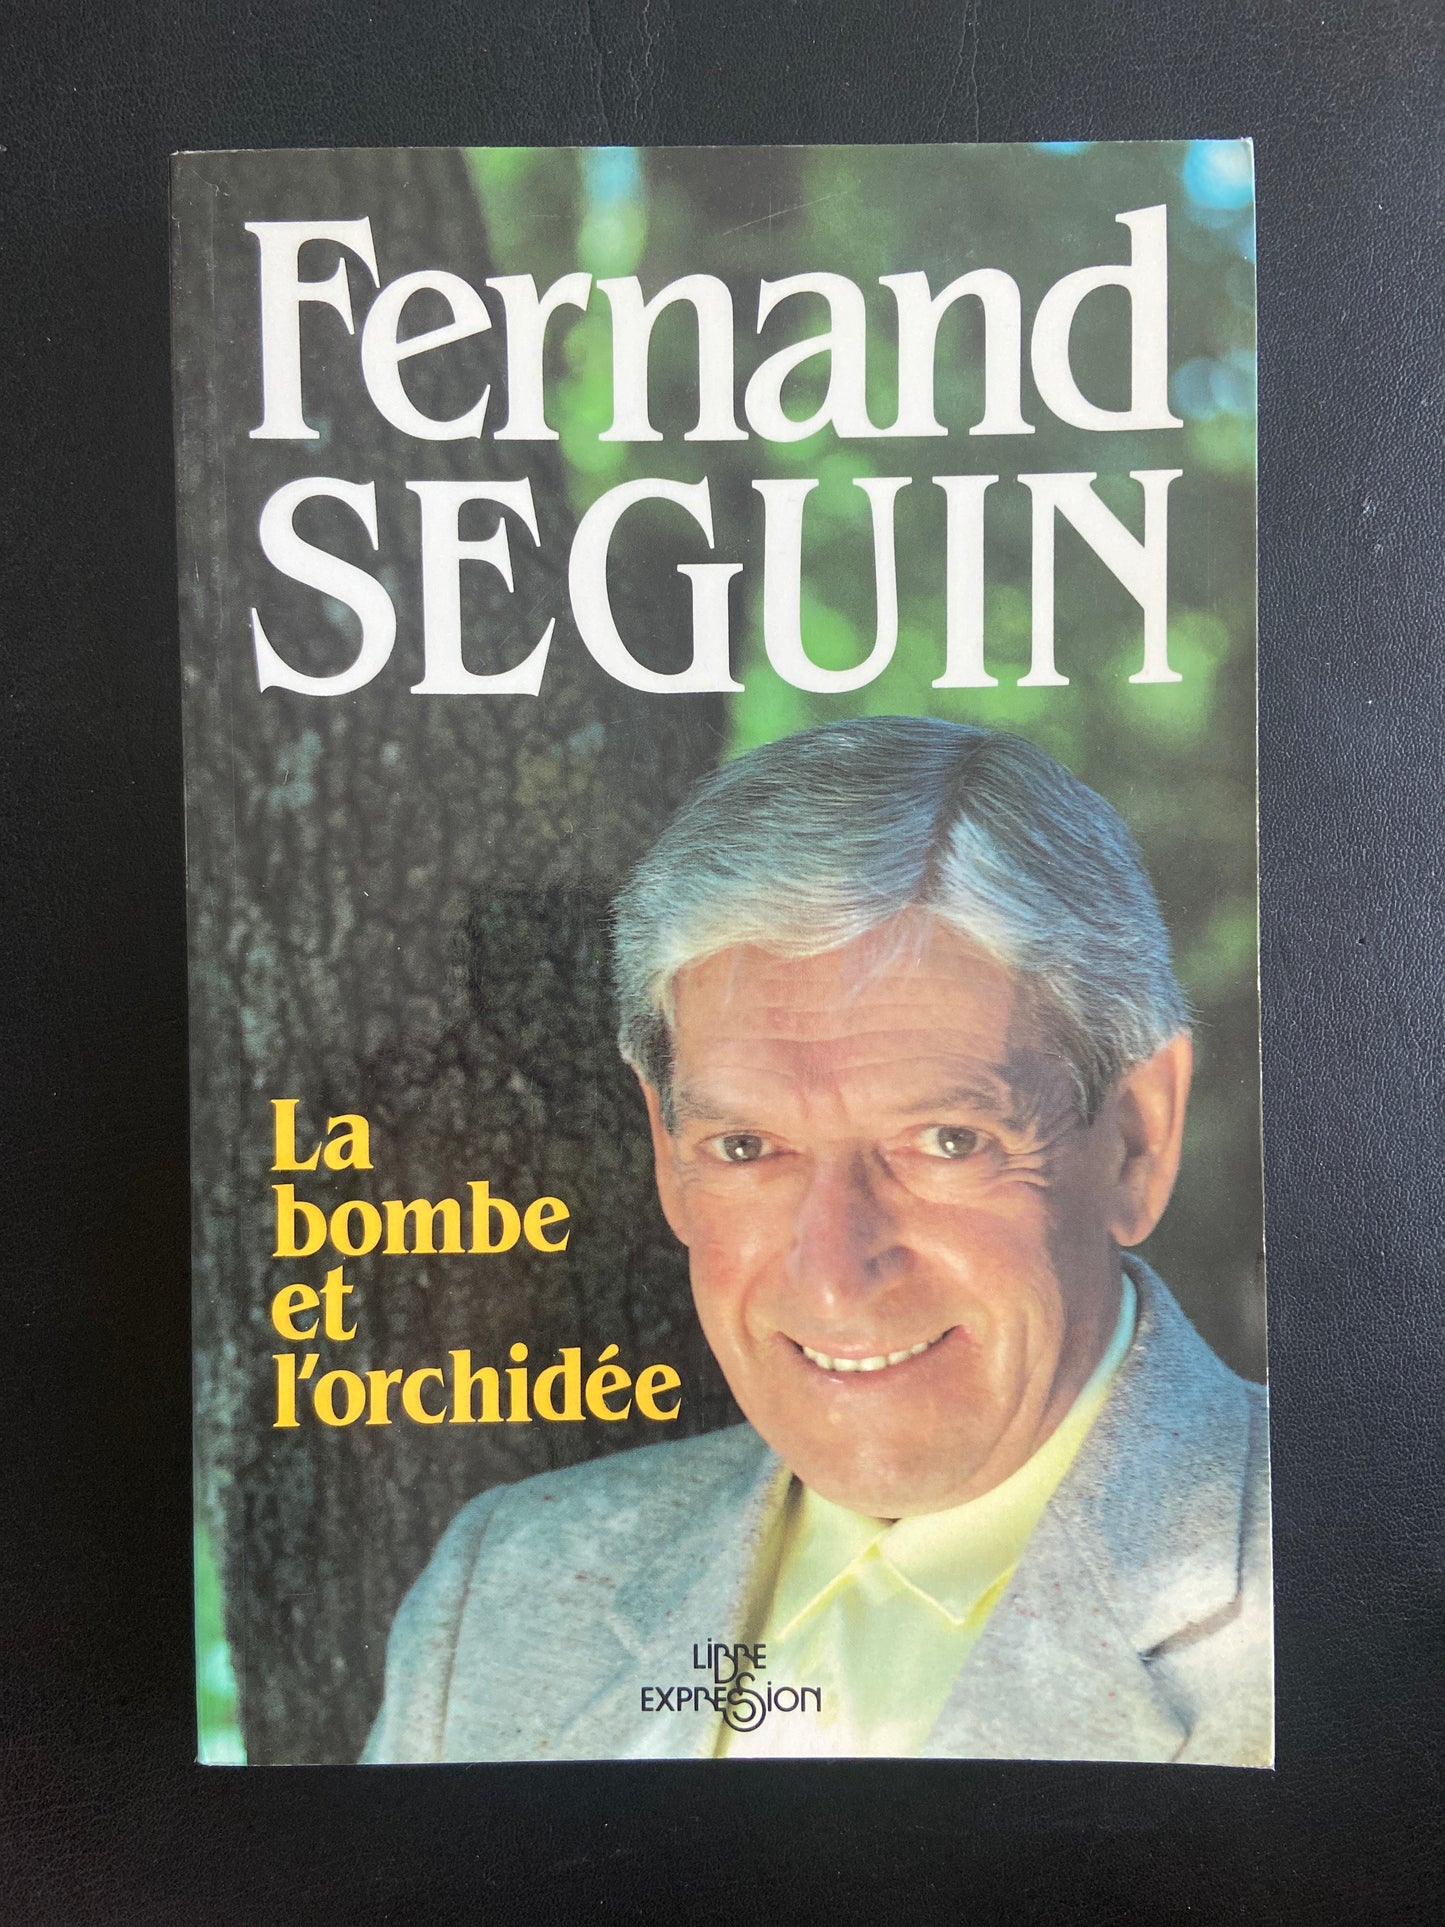 Fernand
SEGUIN
La
bombe
et
l'orchidée
LIBRE
EXPRESSION